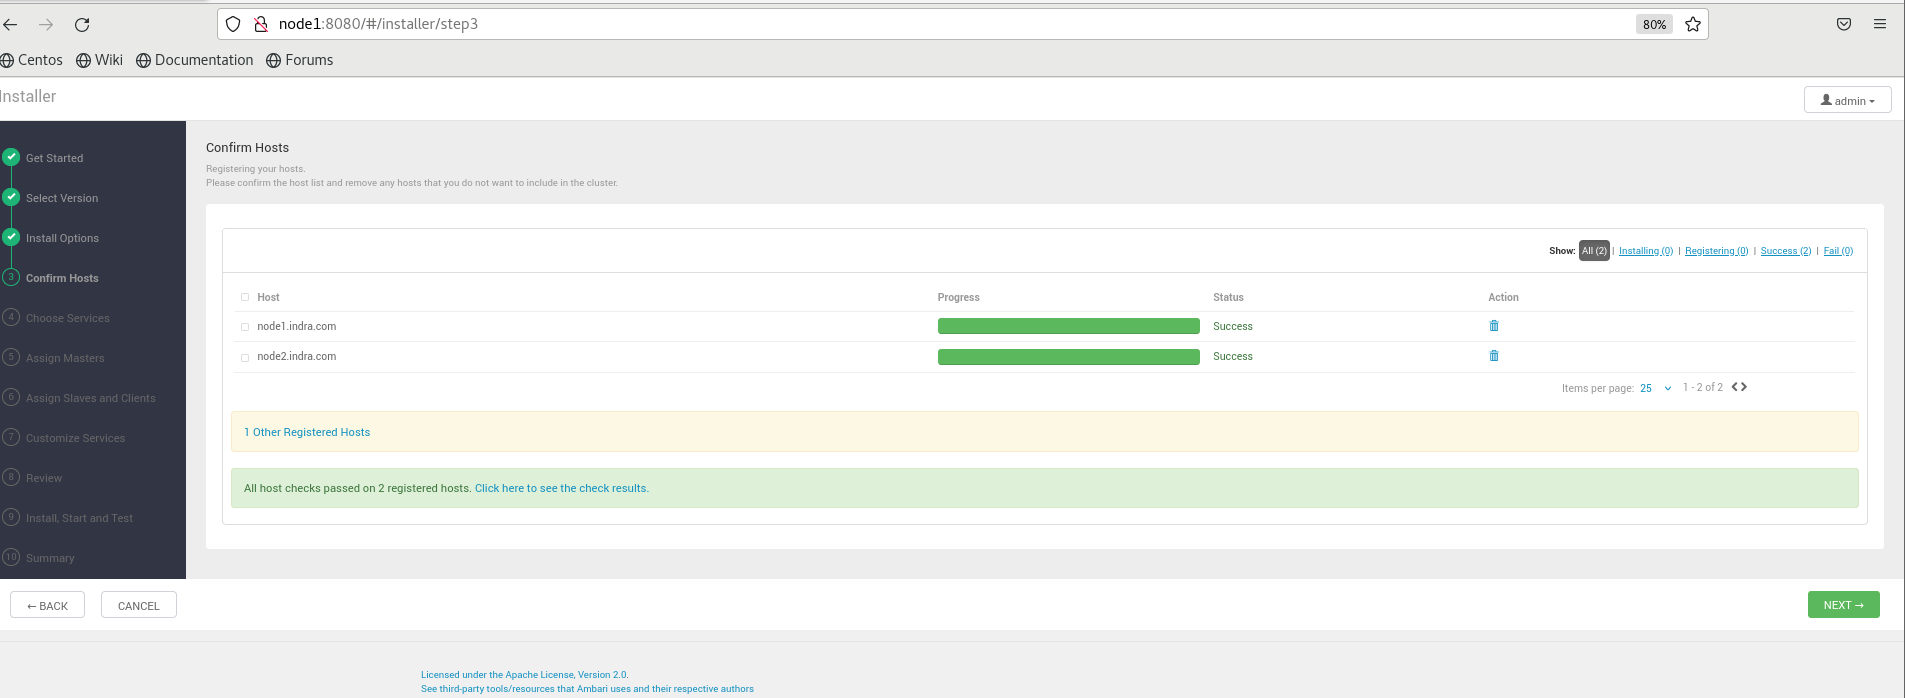 node1:8080/#/installer/step3
80%
Centos Wiki Documentation Forums
Installer
admin
Get Started
Select Version
Install Options
3 Confirm Hosts
4 Choose Services
5 Assign Masters
6 Assign Slaves and Clients
7 Customize Services
8 Review
9 Install, Start and Test
10 Summary
Confirm Hosts
Registering your hosts.
Please confirm the host list and remove any hosts that you do not want to include in the cluster.
Show: All (2) | Installing (0) | Registering (0) | Success (2) | Fail (0)
Host Progress Status Action
node1.indra.com Success
node2.indra.com Success
Items per page: 25 1 - 2 of 2
1 Other Registered Hosts
All host checks passed on 2 registered hosts. Click here to see the check results.
← BACK CANCEL NEXT →
Licensed under the Apache License, Version 2.0.
See third-party tools/resources that Ambari uses and their respective authors